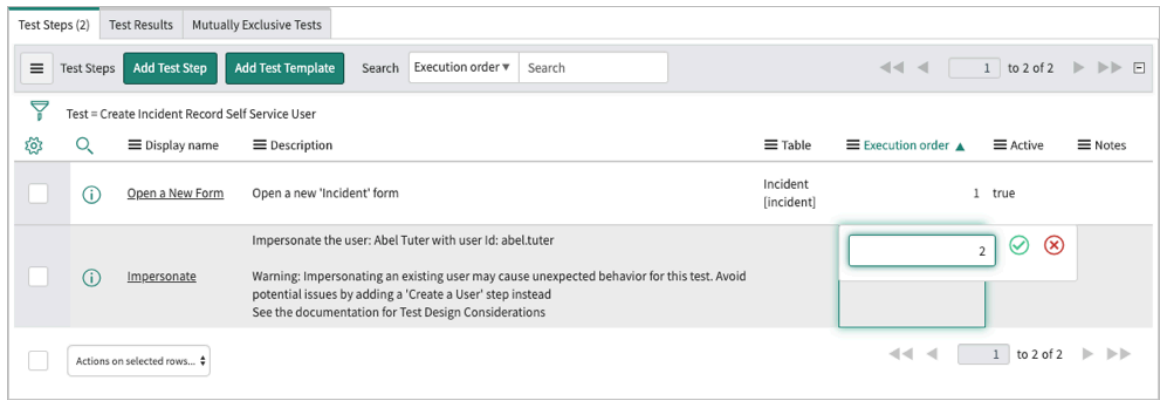 Test Steps (2) Test Results Mutually Exclusive Tests
Test Steps Add Test Step Add Test Template Search Execution order Search 1 to 2 of 2
Test = Create Incident Record Self Service User
Display name Description Table Execution order Active Notes
Open a New Form Open a new 'Incident' form Incident [incident] 1 true
Impersonate the user: Abel Tuter with user Id: abel.tuter
2
Impersonate Warning: Impersonating an existing user may cause unexpected behavior for this test. Avoid
potential issues by adding a 'Create a User' step instead
See the documentation for Test Design Considerations
Actions on selected rows... 1 to 2 of 2